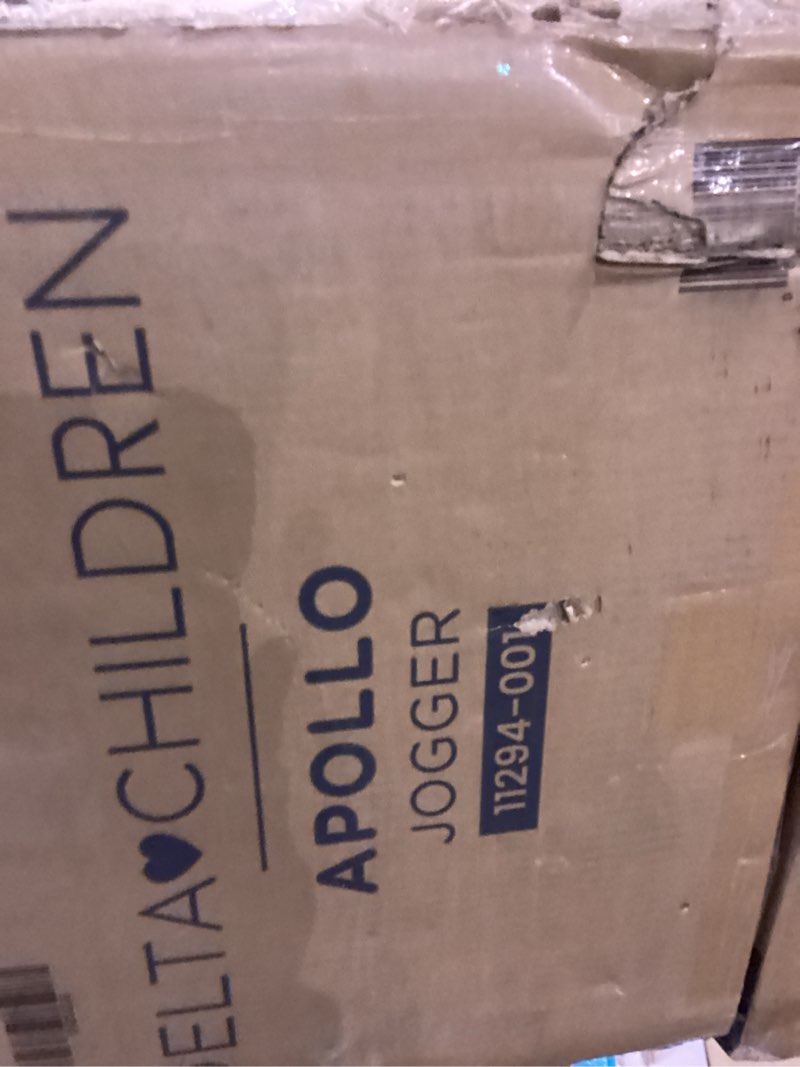 ELTA♥CHILDREN
APOLLO
JOGGER
11294-001